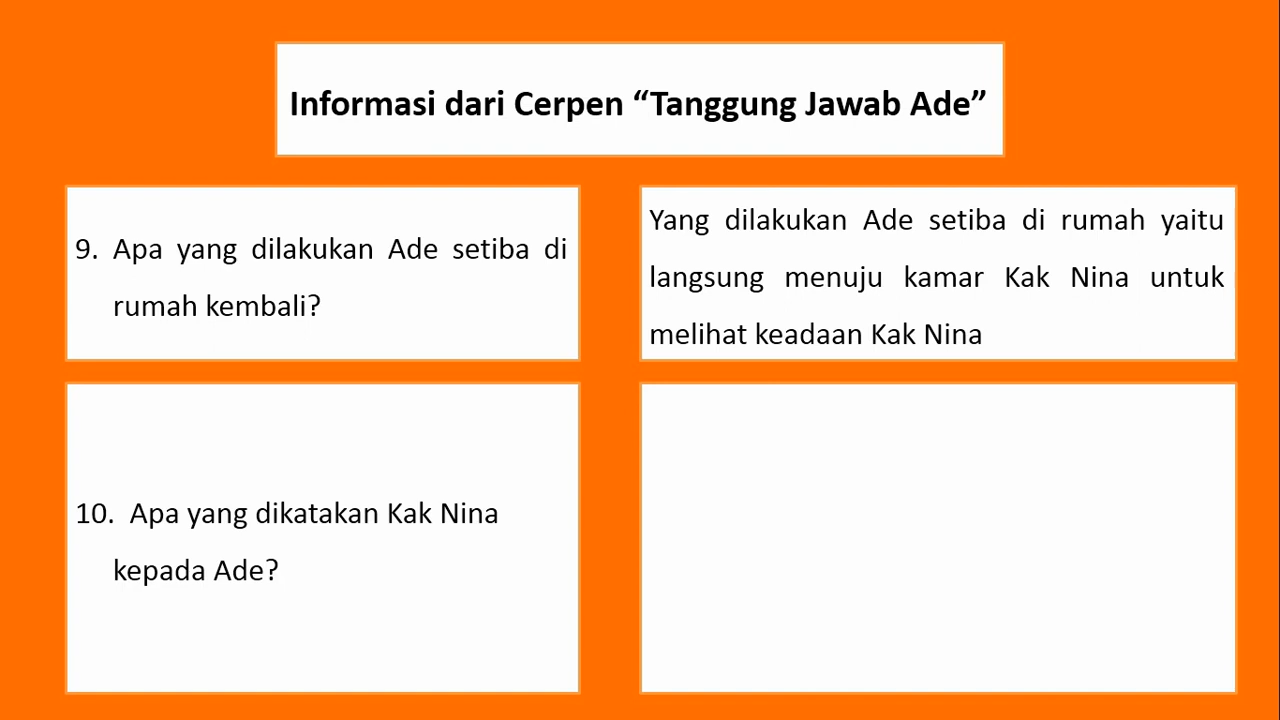 Informasi dari Cerpen “Tanggung Jawab Ade”
9. Apa yang dilakukan Ade setiba di
rumah kembali?
Yang dilakukan Ade setiba di rumah yaitu
langsung menuju kamar Kak Nina untuk
melihat keadaan Kak Nina
10. Apa yang dikatakan Kak Nina
kepada Ade?